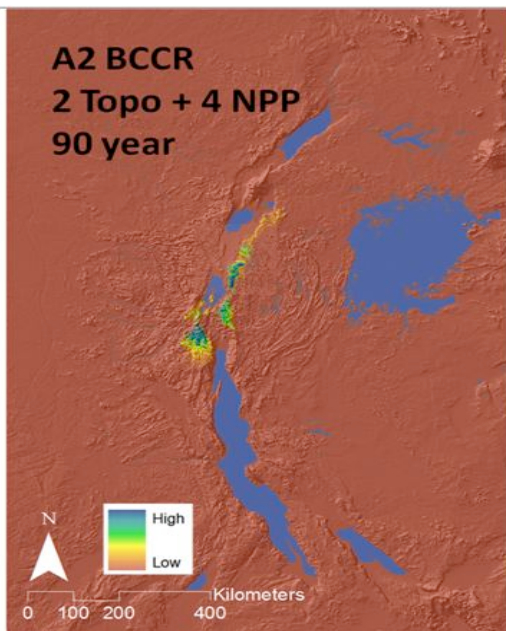 A2 BCCR
2 Topo + 4 NPP
90 year
N
High
Low
Kilometers
0 100 200 400